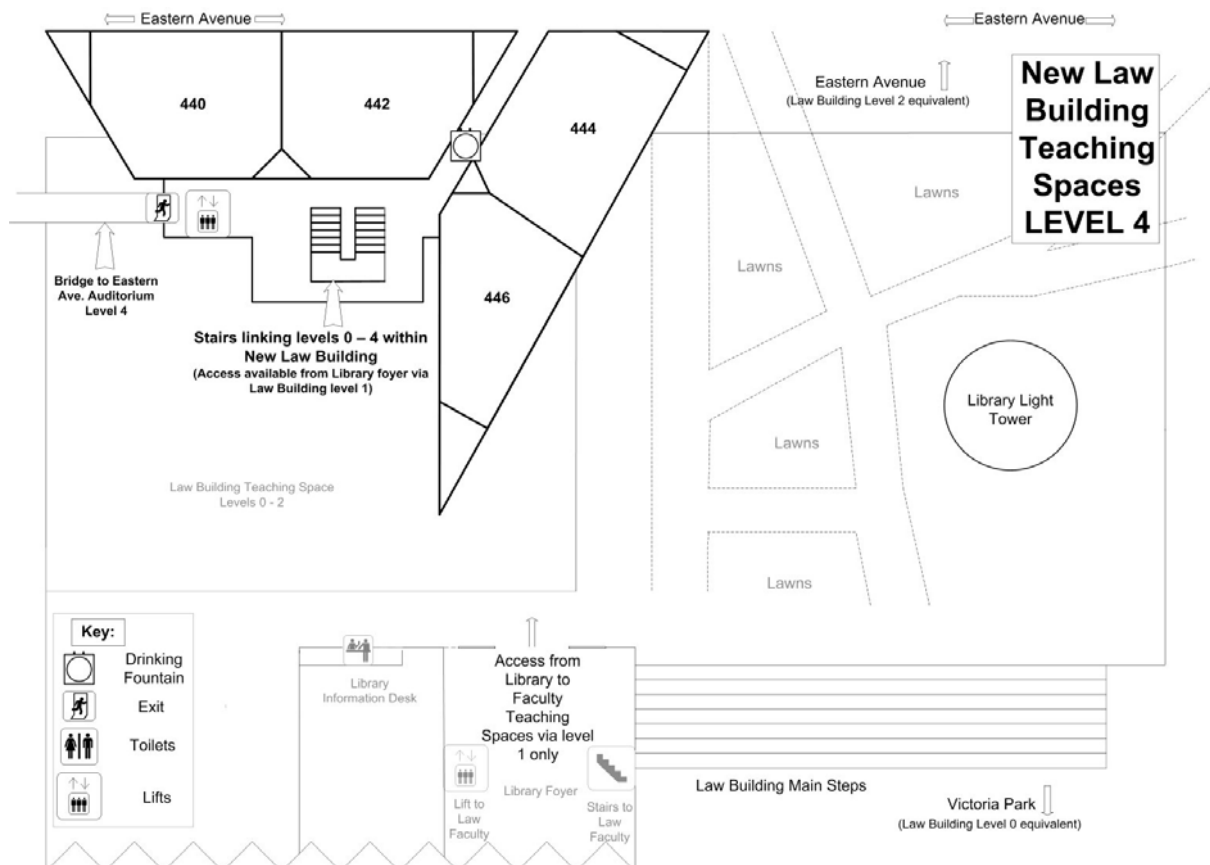 Eastern Avenue
Eastern Avenue
New Law
Building
Teaching
Spaces
LEVEL 4
Eastern Avenue
(Law Building Level 2 equivalent)
440
442
444
446
Lawns
Lawns
Lawns
Lawns
Bridge to Eastern
Ave. Auditorium
Level 4
Stairs linking levels 0 – 4 within
New Law Building
(Access available from Library foyer via
Law Building level 1)
Library Light
Tower
Law Building Teaching Space
Levels 0 - 2
Key:
Drinking
Fountain
Exit
Toilets
Lifts
Library
Information Desk
Access from
Library to
Faculty
Teaching
Spaces via level
1 only
Library Foyer
Lift to
Law
Faculty
Stairs to
Law
Faculty
Law Building Main Steps
Victoria Park
(Law Building Level 0 equivalent)